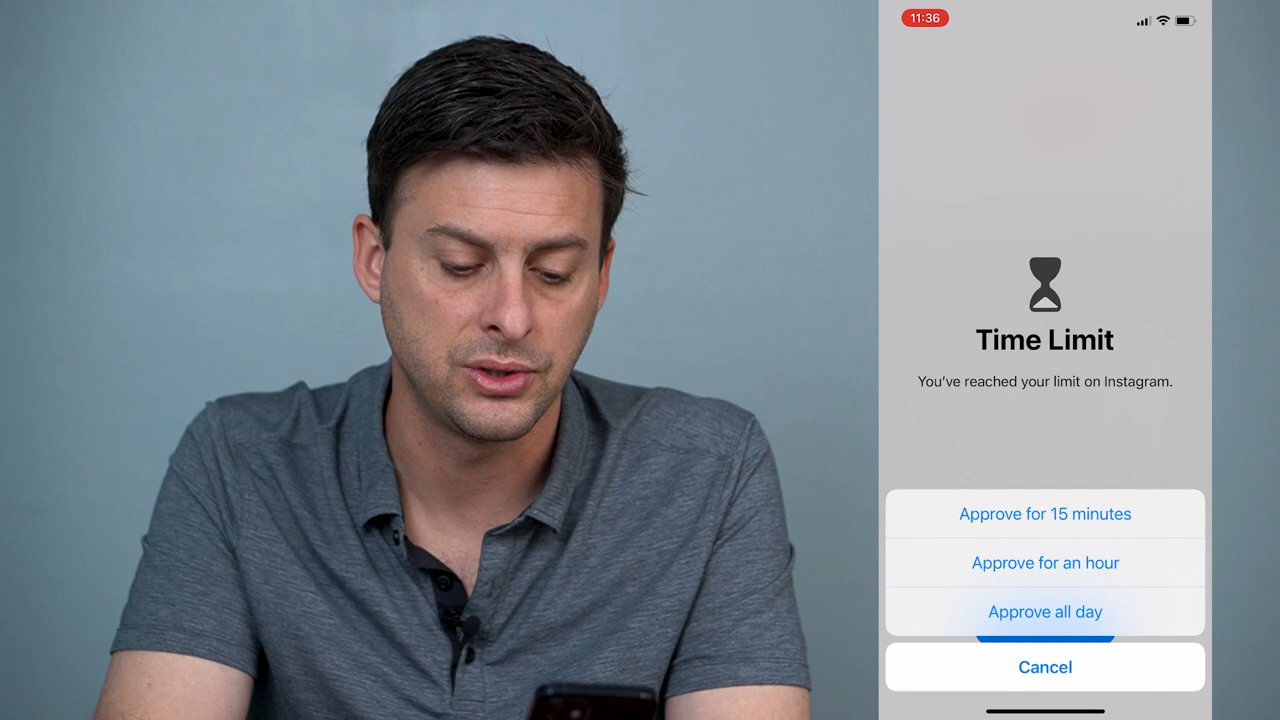 11:36
Time Limit
You've reached your limit on Instagram.
Approve for 15 minutes
Approve for an hour
Approve all day
Cancel